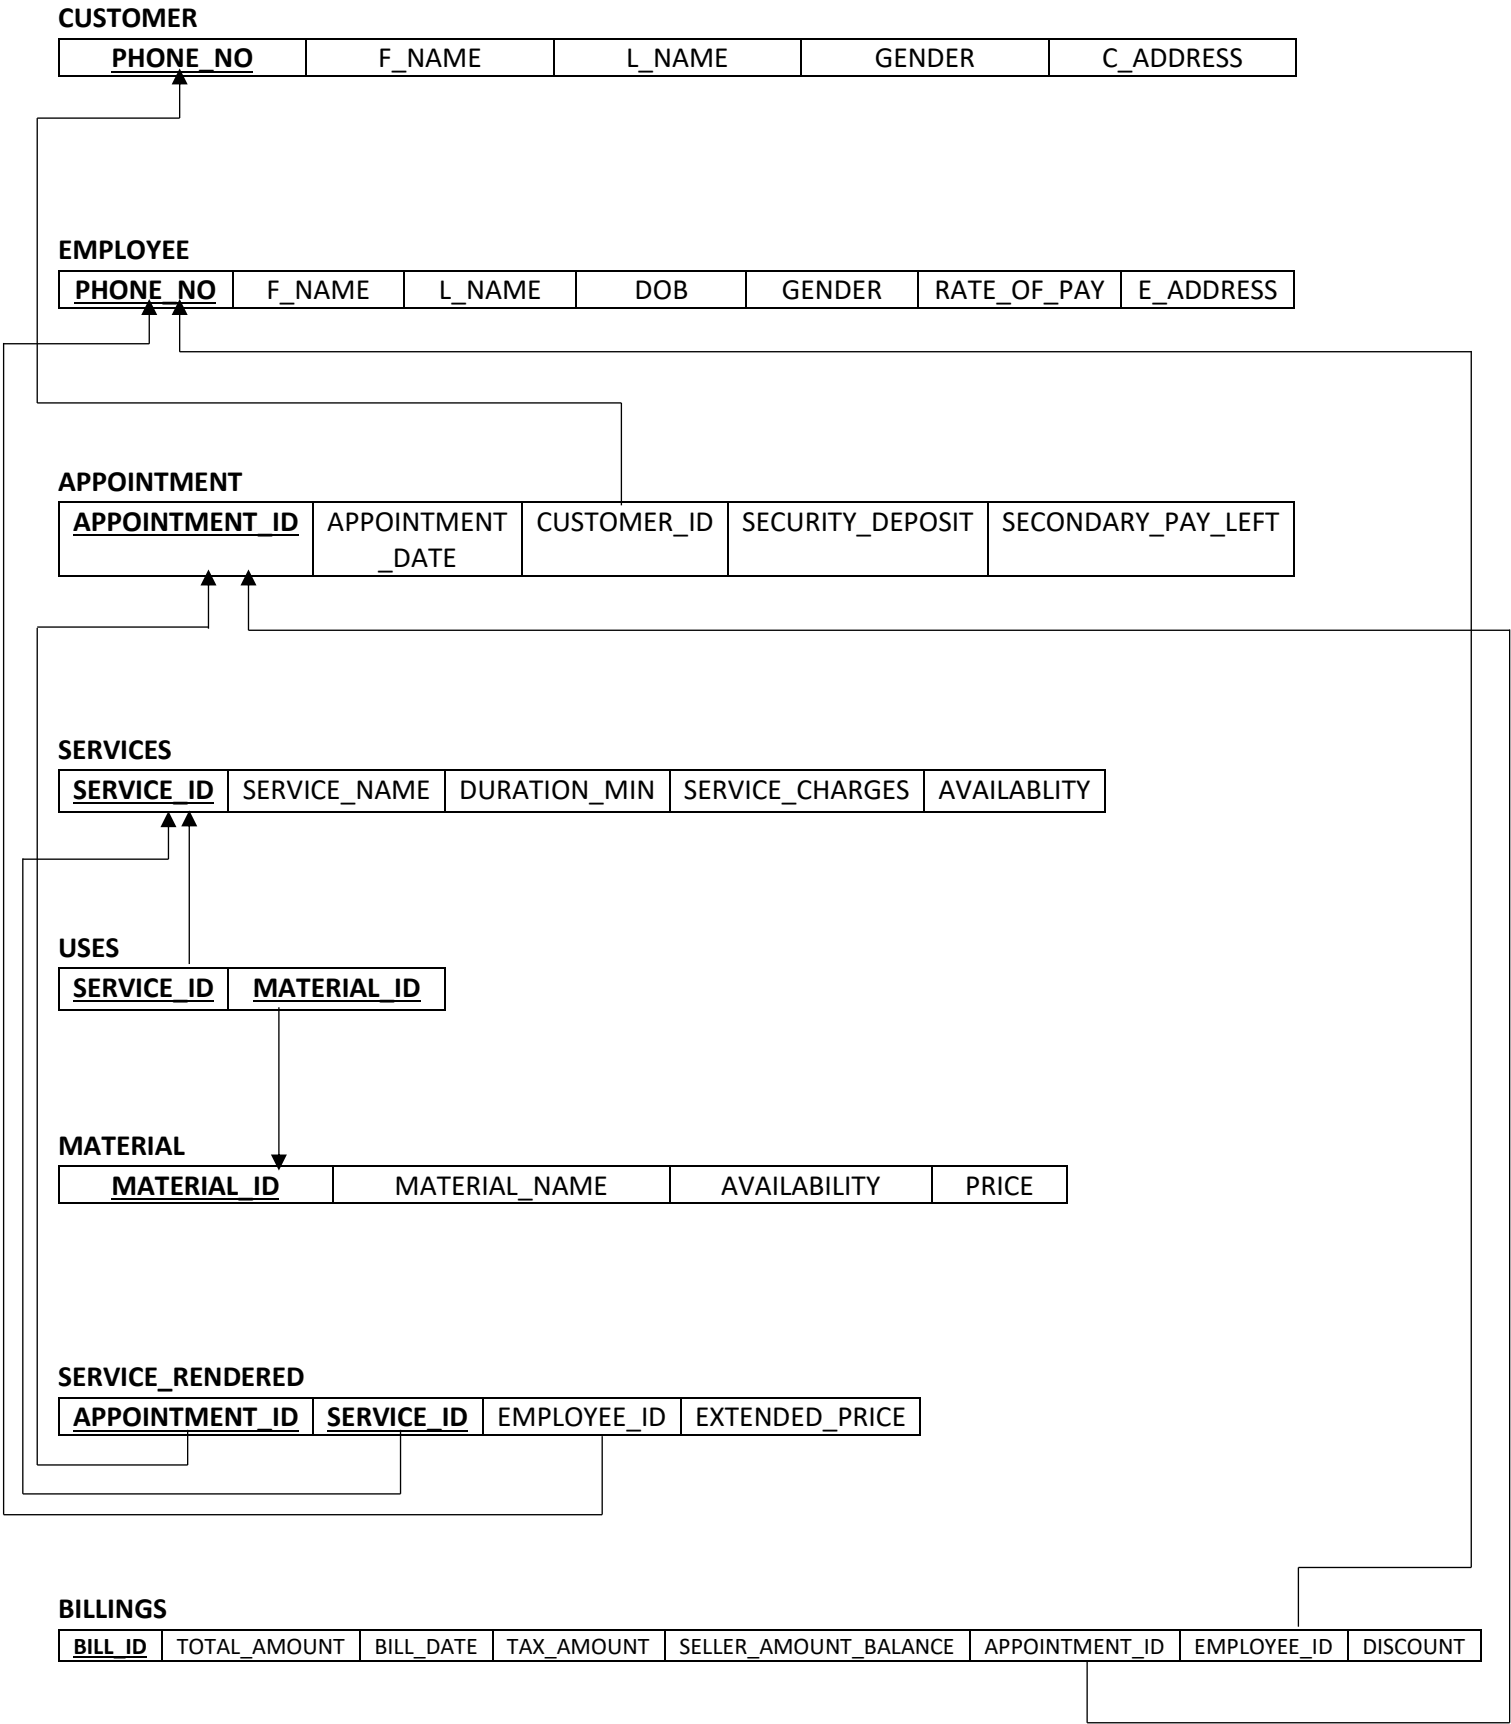 CUSTOMER
PHONE_NO F_NAME L_NAME GENDER C_ADDRESS
EMPLOYEE
PHONE_NO F_NAME L_NAME DOB GENDER RATE_OF_PAY E_ADDRESS
APPOINTMENT
APPOINTMENT_ID APPOINTMENT CUSTOMER_ID SECURITY_DEPOSIT SECONDARY_PAY_LEFT
_DATE
SERVICES
SERVICE_ID SERVICE_NAME DURATION_MIN SERVICE_CHARGES AVAILABLITY
USES
SERVICE_ID MATERIAL_ID
MATERIAL
MATERIAL_ID MATERIAL_NAME AVAILABILITY PRICE
SERVICE_RENDERED
APPOINTMENT_ID SERVICE_ID EMPLOYEE_ID EXTENDED_PRICE
BILLINGS
BILL_ID TOTAL_AMOUNT BILL_DATE TAX_AMOUNT SELLER_AMOUNT_BALANCE APPOINTMENT_ID EMPLOYEE_ID DISCOUNT